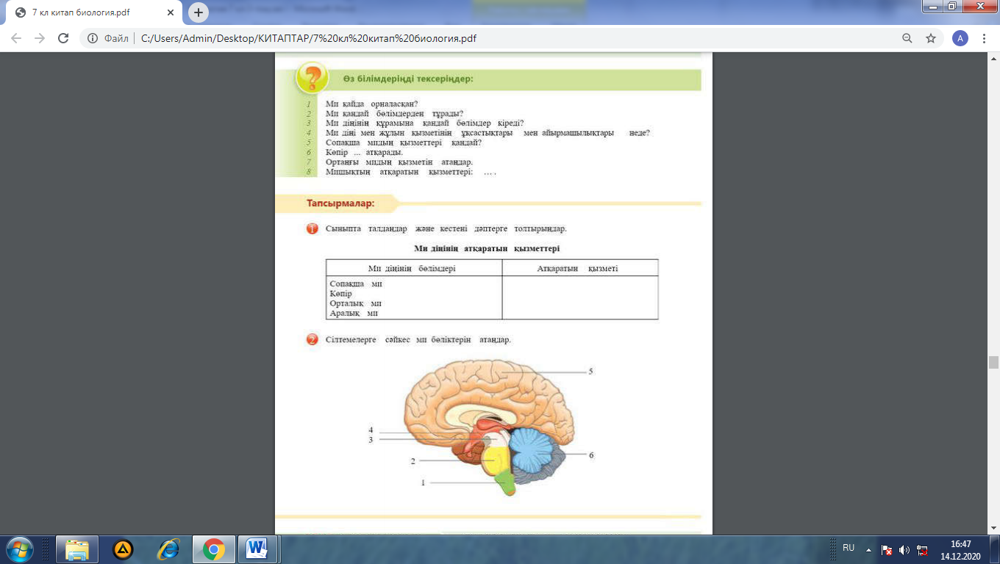 7 кл китап биология.pdf
Файл
C:/Users/Admin/Desktop/КИТАПТАР/7%20кл%20китап%20биология.pdf
A
?
Өз білімдеріңді тексеріңдер:
1 Ми қайда орналасқан?
2 Ми қандай бөлімдерден тұрады?
3 Ми діңінің құрамына қандай бөлімдер кіреді?
4 Ми діңі мен жұлын қызметінің ұқсастықтары мен айырмашылықтары неде?
5 Сопақша мидың қызметтері қандай?
6 Көпір ... атқарады.
7 Ортаңғы мидың қызметін атаңдар.
8 Мишықтың атқаратын қызметтері: ... .
Тапсырмалар:
1 Сыныпта талдаңдар және кестені дәптерге толтырыңдар.
Ми діңінің атқаратын қызметтері
Ми діңінің бөлімдері Атқаратын қызметі
Сопақша ми
Көпір
Орталық ми
Аралық ми
2 Сілтемелерге сәйкес ми бөліктерін атаңдар.
5
4
3
6
2
1
RU
16:47
14.12.2020